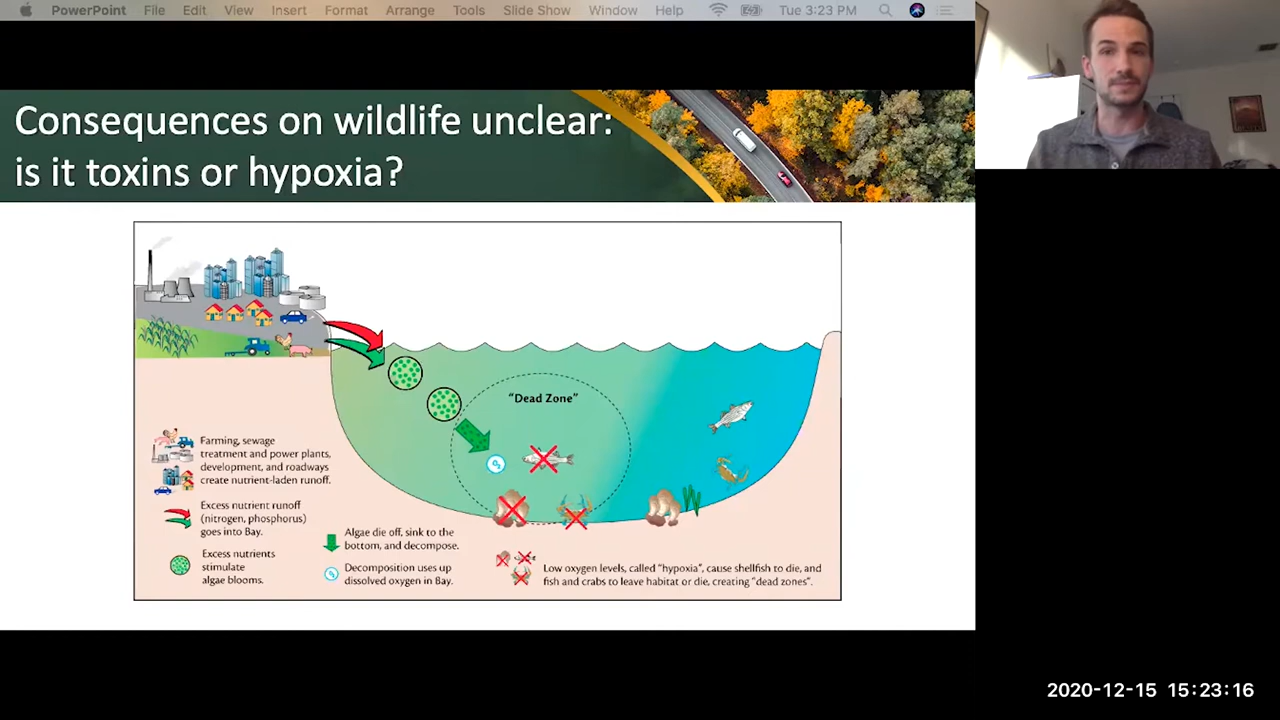 PowerPoint File Edit View Insert Format Arrange Tools Slide Show Window Help Tue 3:23 PM
Consequences on wildlife unclear:
is it toxins or hypoxia?
"Dead Zone"
O₂
Farming, sewage
treatment and power plants,
development, and roadways
create nutrient-laden runoff.
Excess nutrient runoff
(nitrogen, phosphorus)
goes into Bay.
Excess nutrients
stimulate
algae blooms.
Algae die off, sink to the
bottom, and decompose.
O₂
Decomposition uses up
dissolved oxygen in Bay.
Low oxygen levels, called "hypoxia", cause shellfish to die, and
fish and crabs to leave habitat or die, creating "dead zones".
2020-12-15 15:23:16